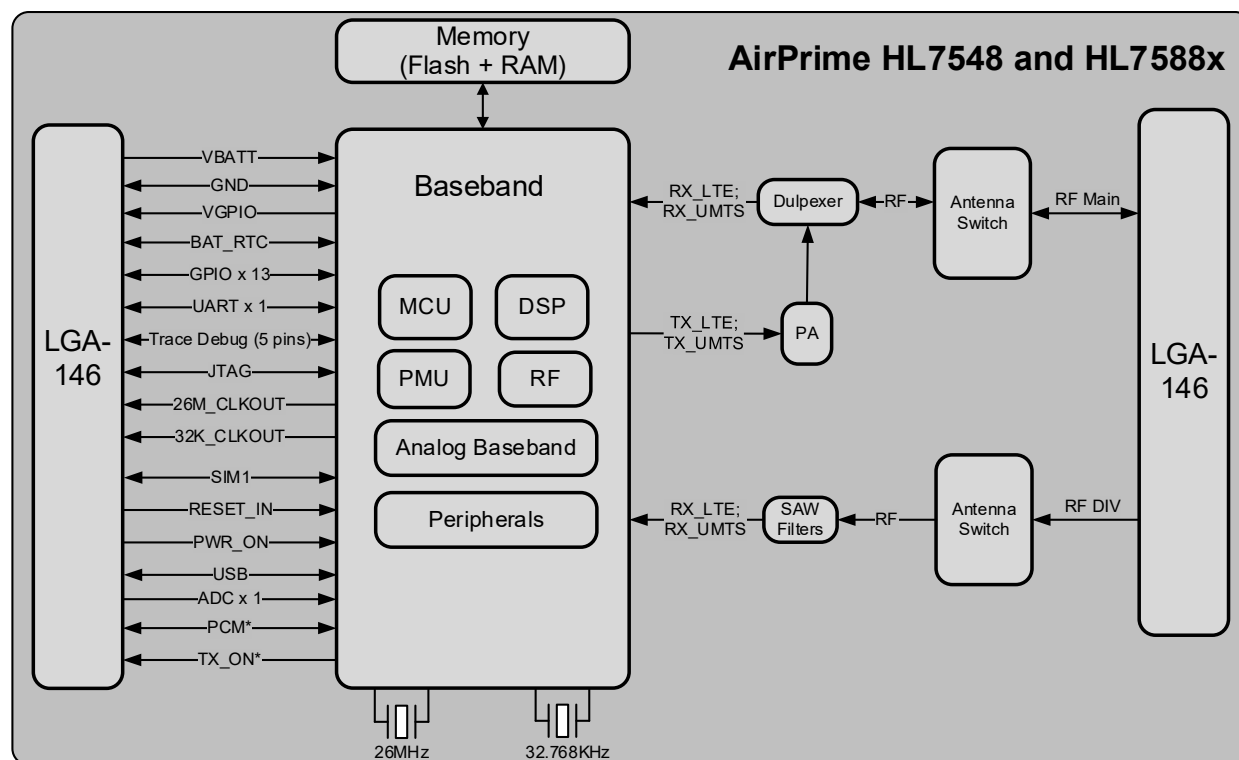 Memory
(Flash + RAM)
AirPrime HL7548 and HL7588x
LGA-
146
VBATT
GND
VGPIO
BAT_RTC
GPIO x 13
UART x 1
Trace Debug (5 pins)
JTAG
26M_CLKOUT
32K_CLKOUT
SIM1
RESET_IN
PWR_ON
USB
ADC x 1
PCM*
TX_ON*
Baseband
MCU
DSP
PMU
RF
Analog Baseband
Peripherals
26MHz
32.768KHz
RX_LTE;
RX_UMTS
Dulpexer
RF
Antenna
Switch
RF Main
TX_LTE;
TX_UMTS
PA
RX_LTE;
RX_UMTS
SAW
Filters
RF
Antenna
Switch
RF DIV
LGA-
146